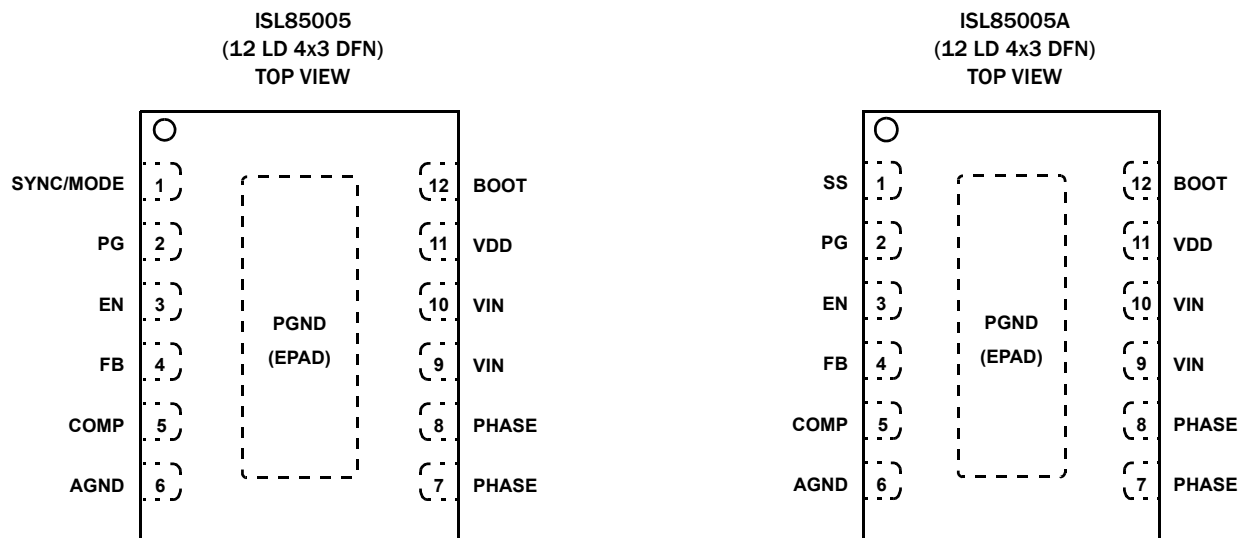 ISL85005
(12 LD 4x3 DFN)
TOP VIEW
SYNC/MODE 1 12 BOOT
PG 2 11 VDD
EN 3 10 VIN
PGND
(EPAD)
FB 4 9 VIN
COMP 5 8 PHASE
AGND 6 7 PHASE
ISL85005A
(12 LD 4x3 DFN)
TOP VIEW
SS 1 12 BOOT
PG 2 11 VDD
EN 3 10 VIN
PGND
(EPAD)
FB 4 9 VIN
COMP 5 8 PHASE
AGND 6 7 PHASE